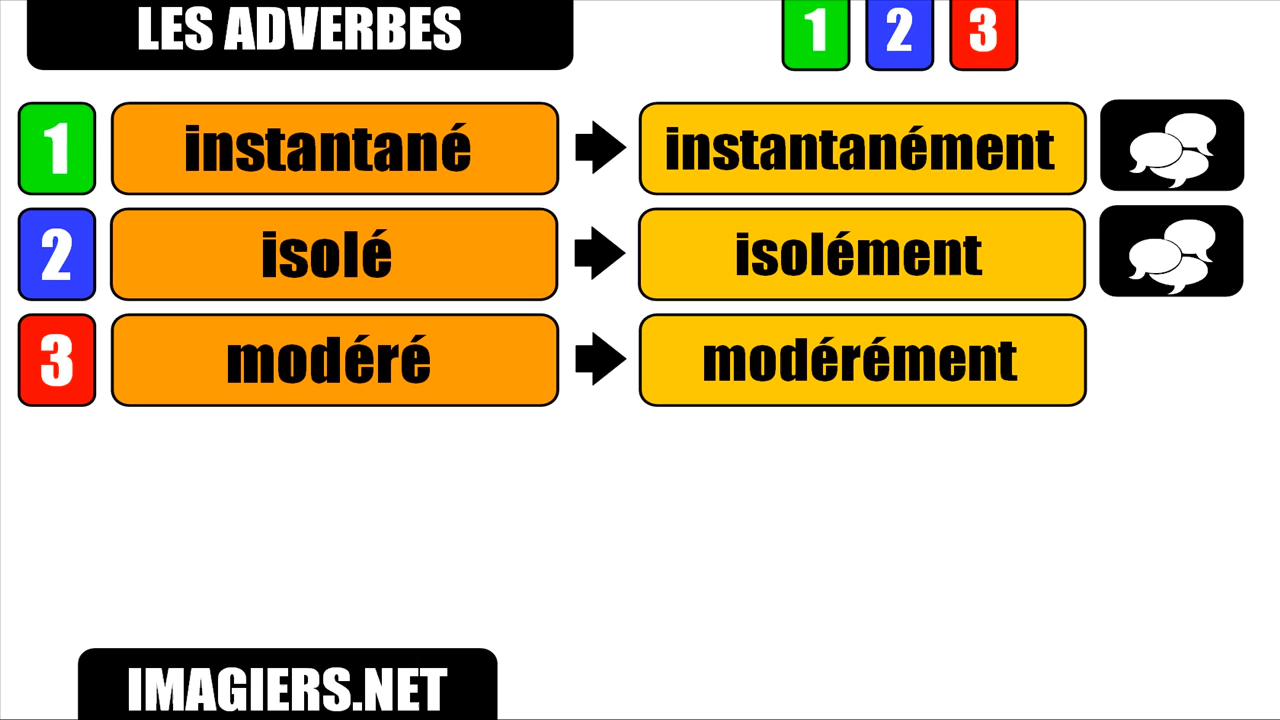 LES ADVERBES
1 2 3
1 instantané instantanément
2 isolé isolément
3 modéré modérément
IMAGIERS.NET